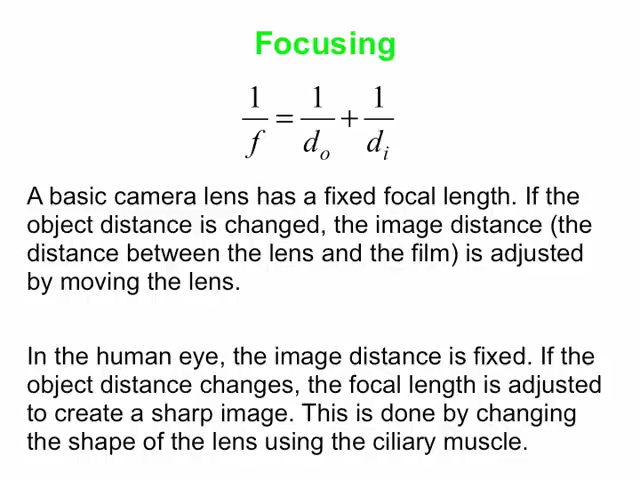 Focusing
1/f = 1/dₒ + 1/dᵢ
A basic camera lens has a fixed focal length. If the
object distance is changed, the image distance (the
distance between the lens and the film) is adjusted
by moving the lens.
In the human eye, the image distance is fixed. If the
object distance changes, the focal length is adjusted
to create a sharp image. This is done by changing
the shape of the lens using the ciliary muscle.